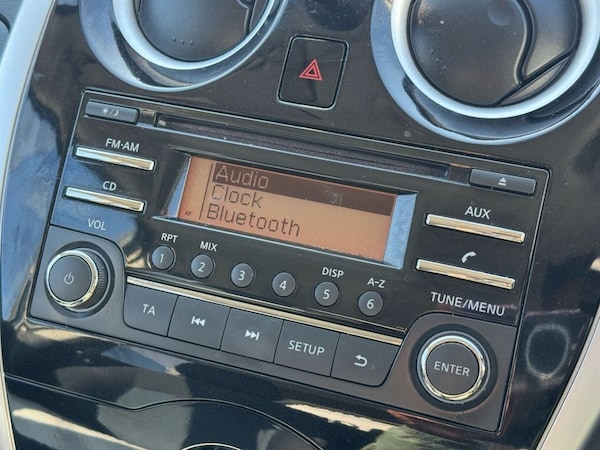 FM·AM
CD
VOL
Audio
Clock
Bluetooth
AF
AUX
TUNE/MENU
RPT
MIX
DISP
A-Z
1
2
3
4
5
6
TA
SETUP
ENTER